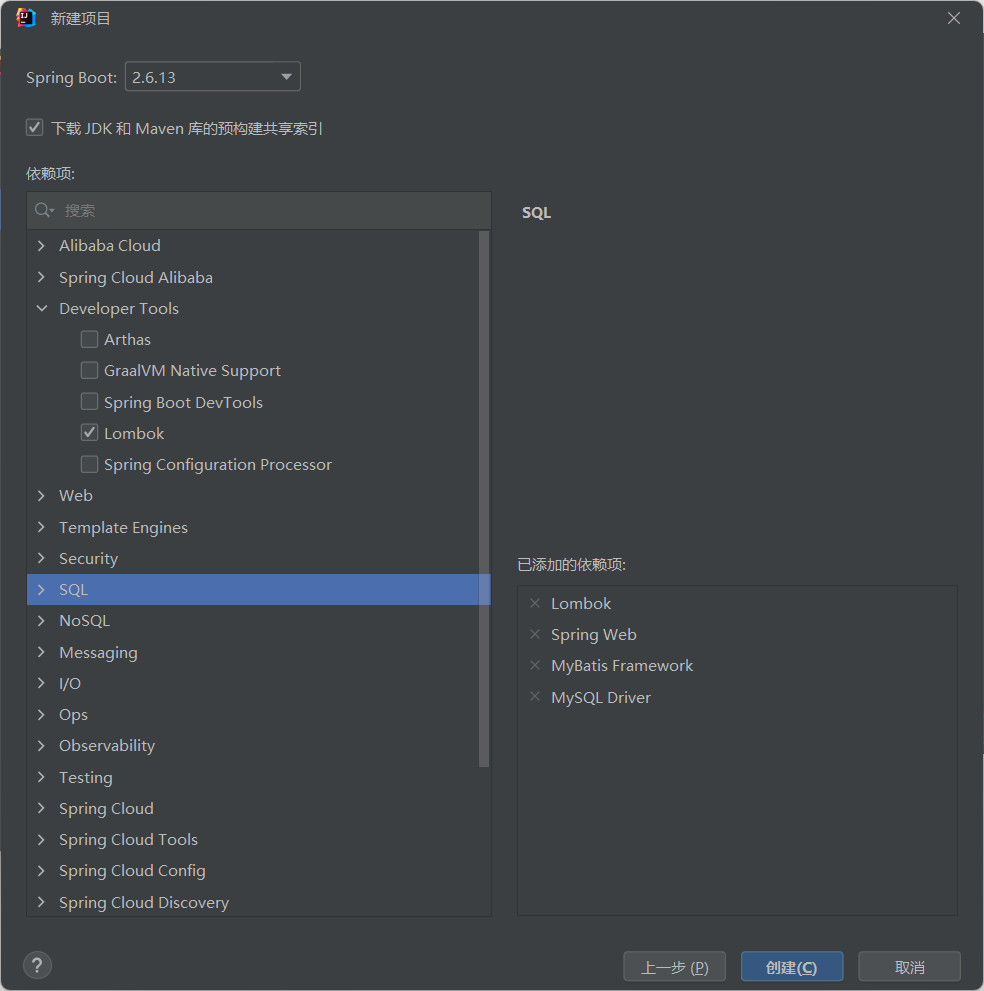 新建项目
Spring Boot: 2.6.13
下载 JDK 和 Maven 库的预构建共享索引
依赖项:
搜索
Alibaba Cloud
Spring Cloud Alibaba
Developer Tools
Arthas
GraalVM Native Support
Spring Boot DevTools
Lombok
Spring Configuration Processor
Web
Template Engines
Security
SQL
NoSQL
Messaging
I/O
Ops
Observability
Testing
Spring Cloud
Spring Cloud Tools
Spring Cloud Config
Spring Cloud Discovery
SQL
已添加的依赖项:
Lombok
Spring Web
MyBatis Framework
MySQL Driver
?
上一步 (P)
创建(C)
取消